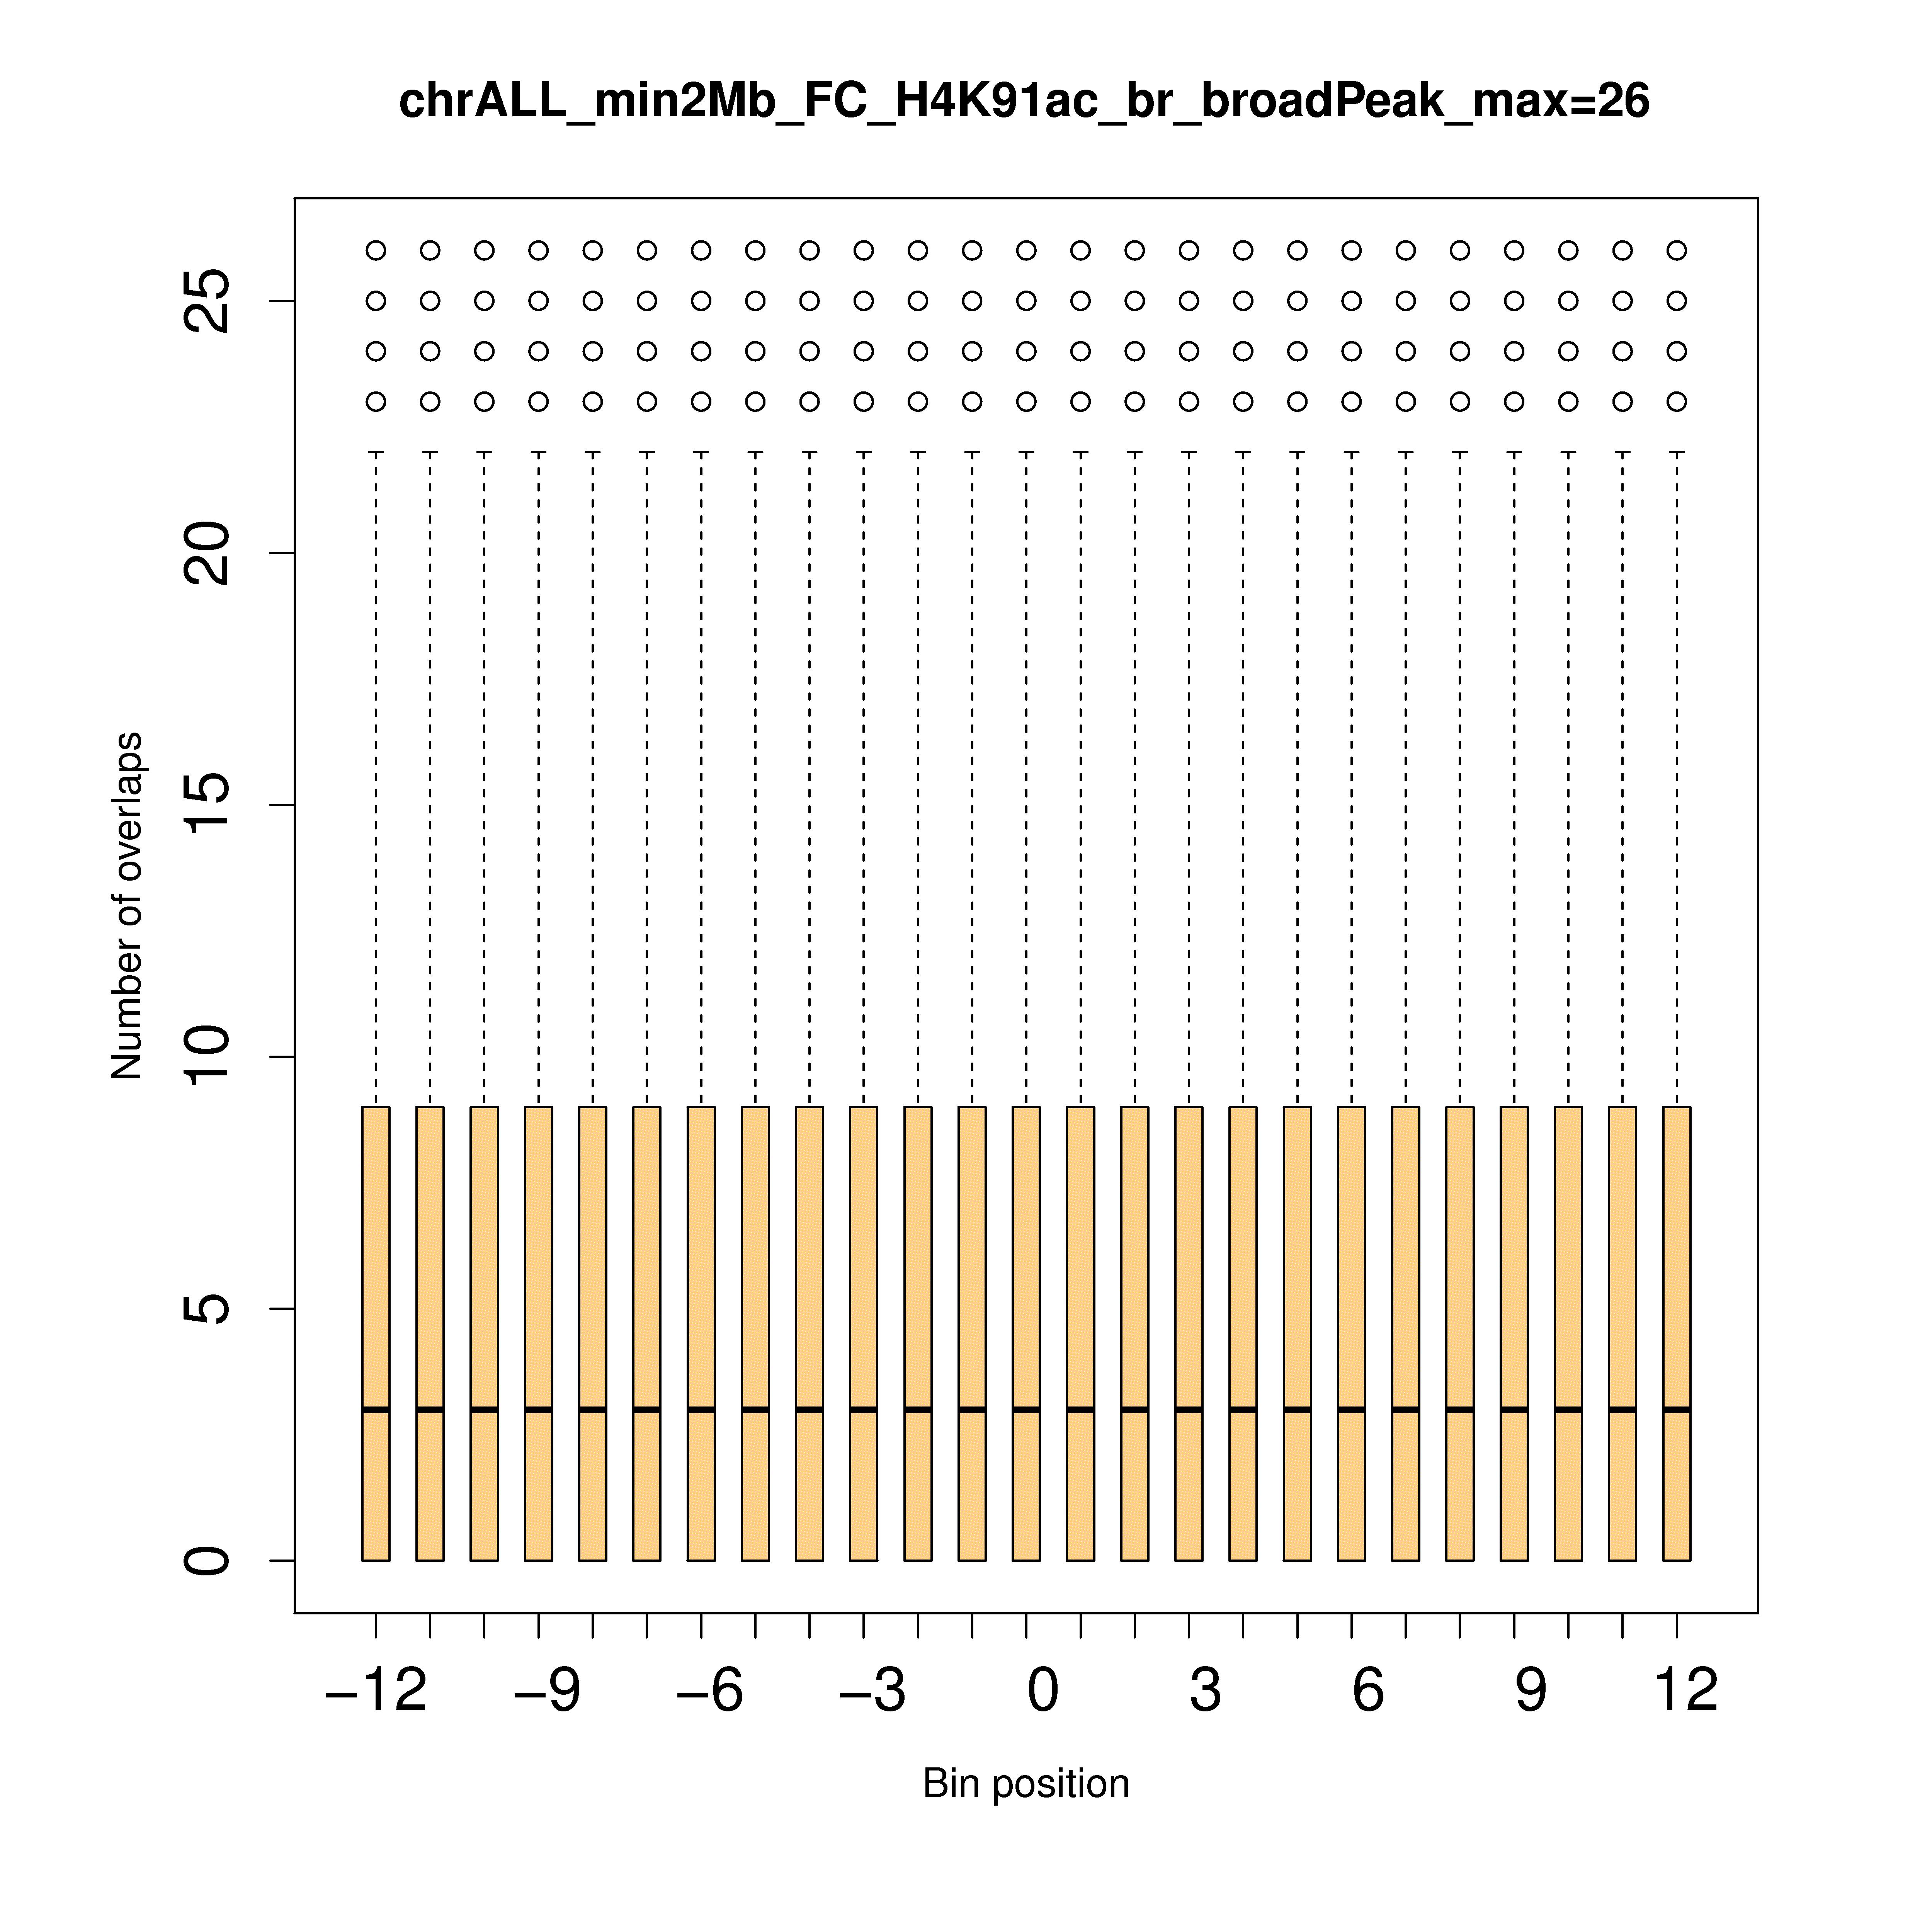 chrALL_min2Mb_FC_H4K91ac_br_broadPeak_max=26
25
20
15
10
5
0
Number of overlaps
−12 −9 −6 −3 0 3 6 9 12
Bin position